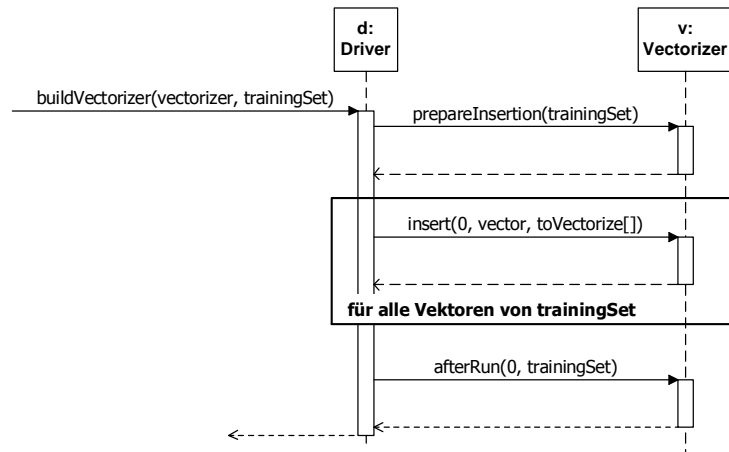 d:
Driver
v:
Vectorizer
buildVectorizer(vectorizer, trainingSet)
prepareInsertion(trainingSet)
insert(0, vector, toVectorize[])
für alle Vektoren von trainingSet
afterRun(0, trainingSet)